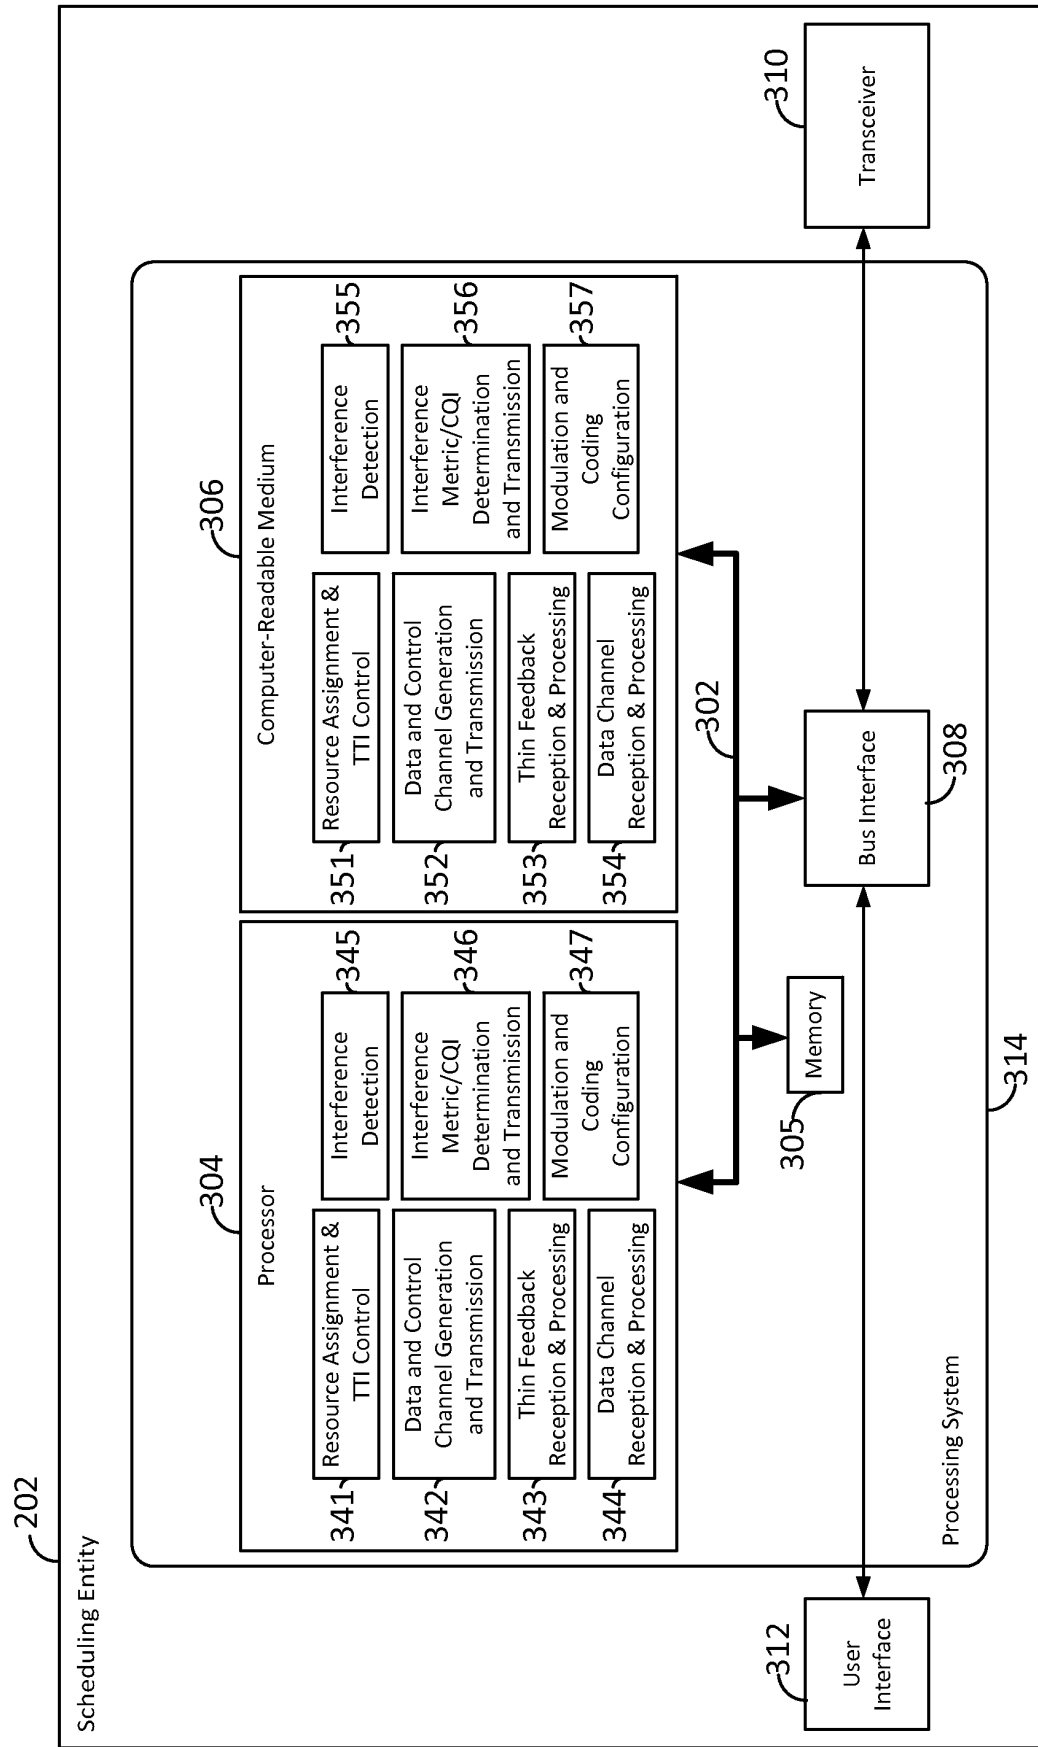 202
Scheduling Entity
304
Processor
341
Resource Assignment &
TTI Control
342
Data and Control
Channel Generation
and Transmission
343
Thin Feedback
Reception & Processing
344
Data Channel
Reception & Processing
345
Interference
Detection
346
Interference
Metric/CQI
Determination
and Transmission
347
Modulation and
Coding
Configuration
306
Computer-Readable Medium
351
Resource Assignment &
TTI Control
352
Data and Control
Channel Generation
and Transmission
353
Thin Feedback
Reception & Processing
354
Data Channel
Reception & Processing
355
Interference
Detection
356
Interference
Metric/CQI
Determination
and Transmission
357
Modulation and
Coding
Configuration
302
305
Memory
312
User
Interface
Bus Interface
308
310
Transceiver
Processing System
314